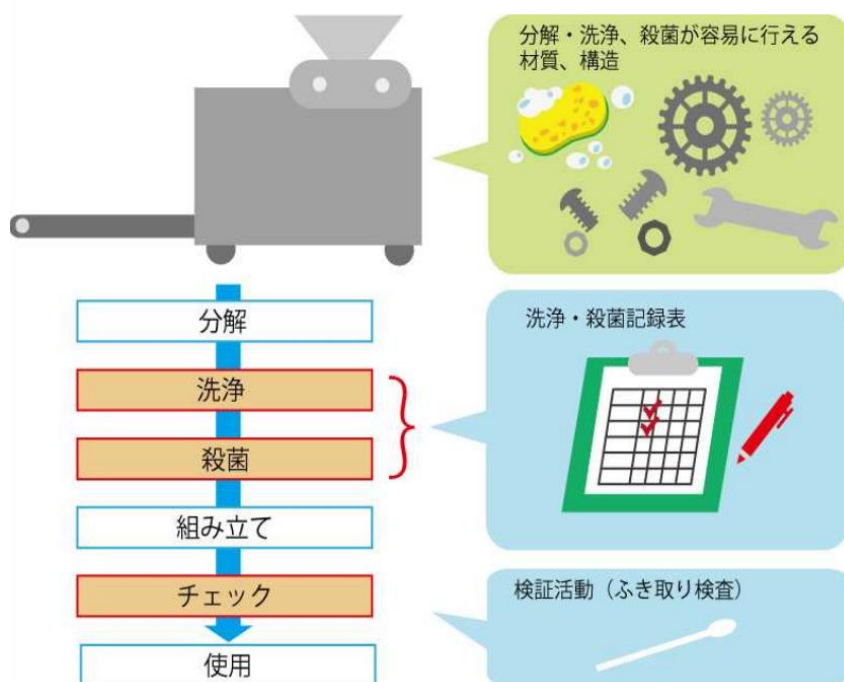 分解・洗浄、殺菌が容易に行える
材質、構造
分解
洗浄
殺菌
組み立て
チェック
使用
洗浄・殺菌記録表
検証活動（ふき取り検査）